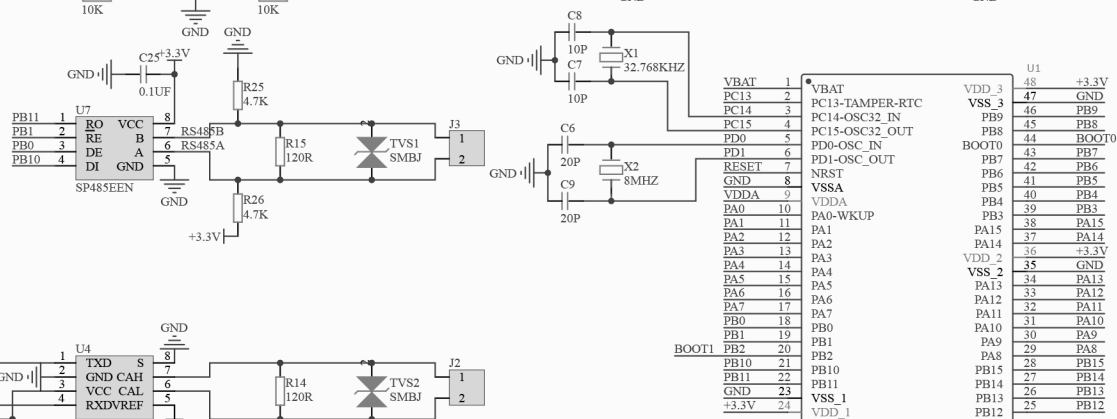 10K
GND
10K
GND
GND
GND
C25
+3.3V
GND
0.1UF
R25
4.7K
U7
PB11 1 RO VCC 8
PB1 2 RE B 7 RS485B
PB0 3 DE A 6 RS485A
PB10 4 DI GND 5
SP485EEN
GND
R15
120R
TVS1
SMBJ
J3
1
2
R26
4.7K
+3.3V
C8
10P
GND
C7
10P
X1
32.768KHZ
C6
20P
GND
C9
20P
X2
8MHZ
U1
VBAT 1 VBAT
PC13 2 PC13-TAMPER-RTC
PC14 3 PC14-OSC32_IN
PC15 4 PC15-OSC32_OUT
PD0 5 PD0-OSC_IN
PD1 6 PD1-OSC_OUT
RESET 7 NRST
GND 8 VSSA
VDDA 9 VDDA
PA0 10 PA0-WKUP
PA1 11 PA1
PA2 12 PA2
PA3 13 PA3
PA4 14 PA4
PA5 15 PA5
PA6 16 PA6
PA7 17 PA7
PB0 18 PB0
PB1 19 PB1
BOOT1 PB2 20 PB2
PB10 21 PB10
PB11 22 PB11
GND 23 VSS_1
+3.3V 24 VDD_1
VDD_3 48 +3.3V
VSS_3 47 GND
PB9 46 PB9
PB8 45 PB8
BOOT0 44 BOOT0
PB7 43 PB7
PB6 42 PB6
PB5 41 PB5
PB4 40 PB4
PB3 39 PB3
PA15 38 PA15
PA14 37 PA14
VDD_2 36 +3.3V
VSS_2 35 GND
PA13 34 PA13
PA12 33 PA12
PA11 32 PA11
PA10 31 PA10
PA9 30 PA9
PA8 29 PA8
PB15 28 PB15
PB14 27 PB14
PB13 26 PB13
PB12 25 PB12
GND
U4
1 TXD S 8
GND 2 GND CAH 7
3 VCC CAL 6
4 RXD VREF 5
R14
120R
TVS2
SMBJ
J2
1
2